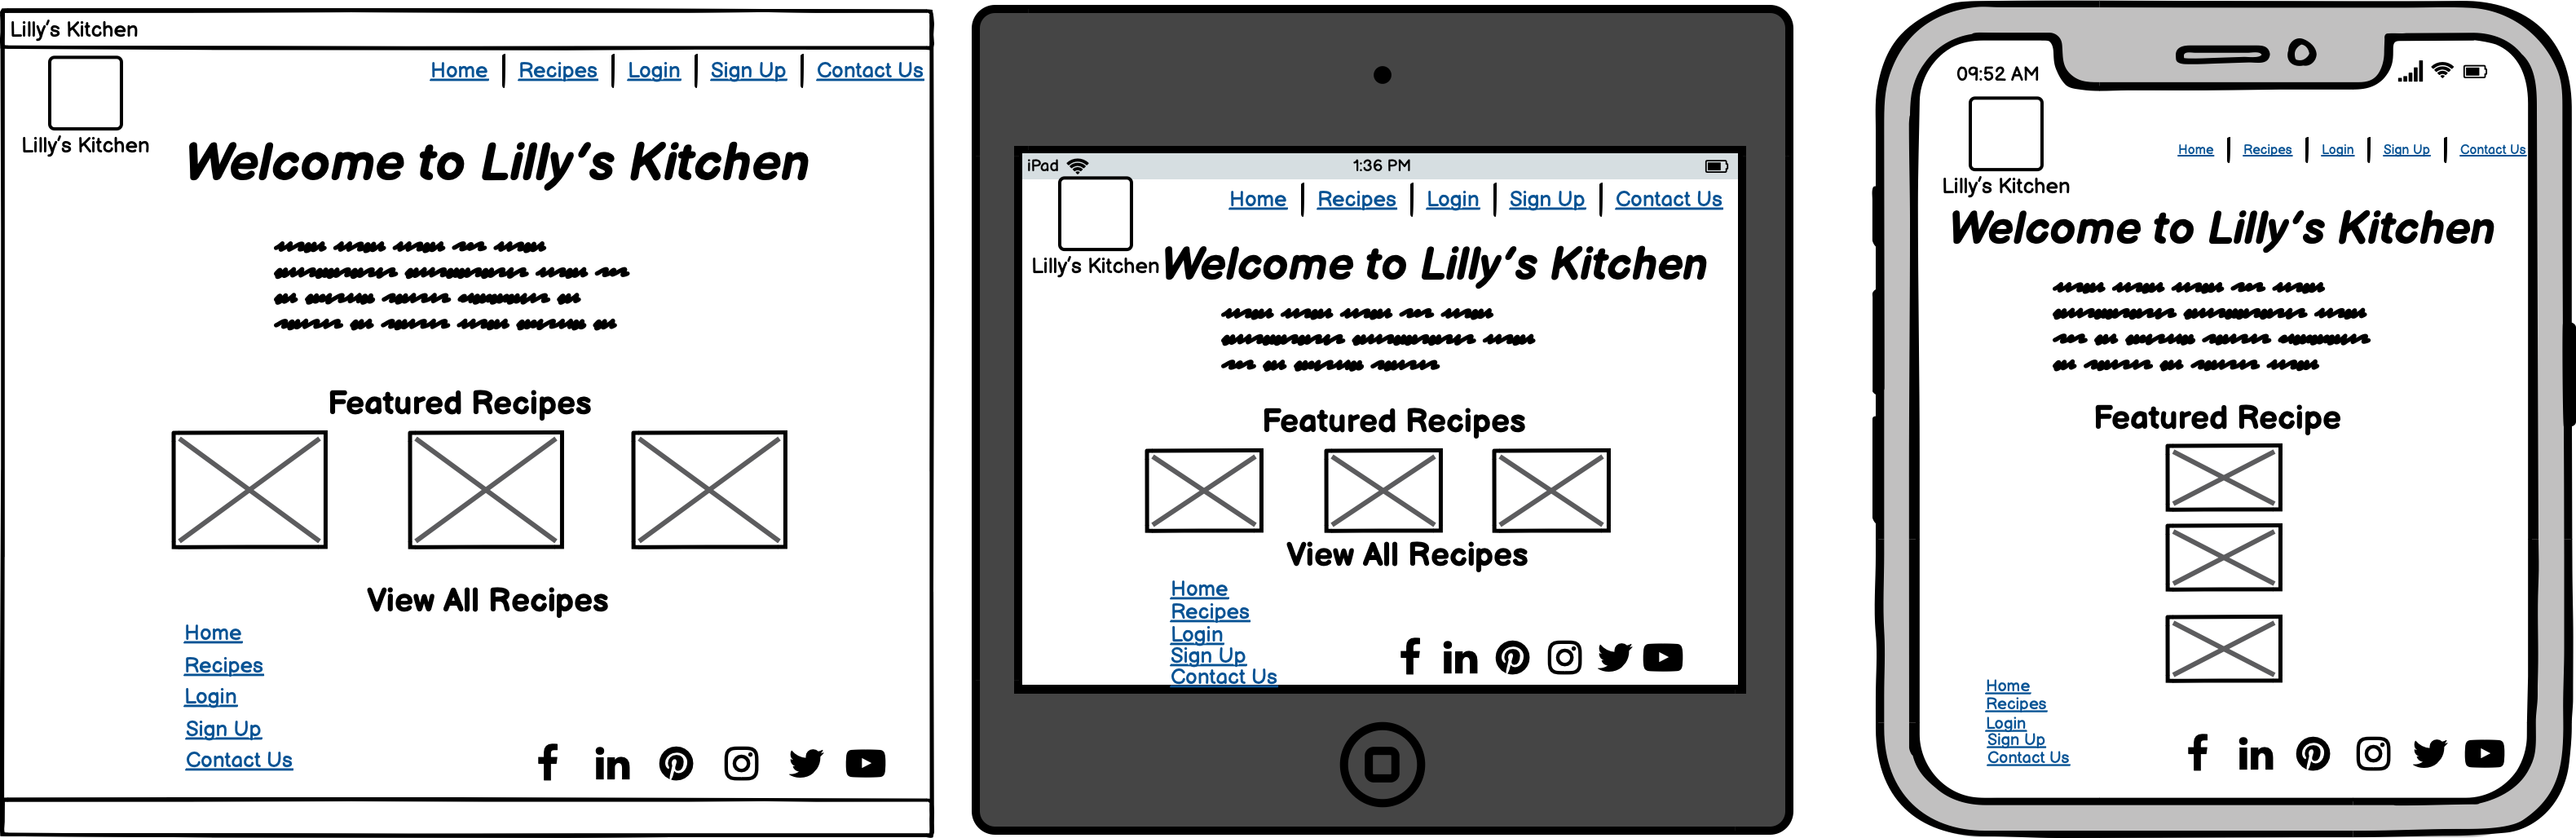 Lilly's Kitchen
Home Recipes Login Sign Up Contact Us
Lilly's Kitchen
Welcome to Lilly's Kitchen
Featured Recipes
View All Recipes
Home
Recipes
Login
Sign Up
Contact Us
iPad 1:36 PM
Home Recipes Login Sign Up Contact Us
Lilly's Kitchen
Welcome to Lilly's Kitchen
Featured Recipes
View All Recipes
Home
Recipes
Login
Sign Up
Contact Us
09:52 AM
Home Recipes Login Sign Up Contact Us
Lilly's Kitchen
Welcome to Lilly's Kitchen
Featured Recipe
Home
Recipes
Login
Sign Up
Contact Us